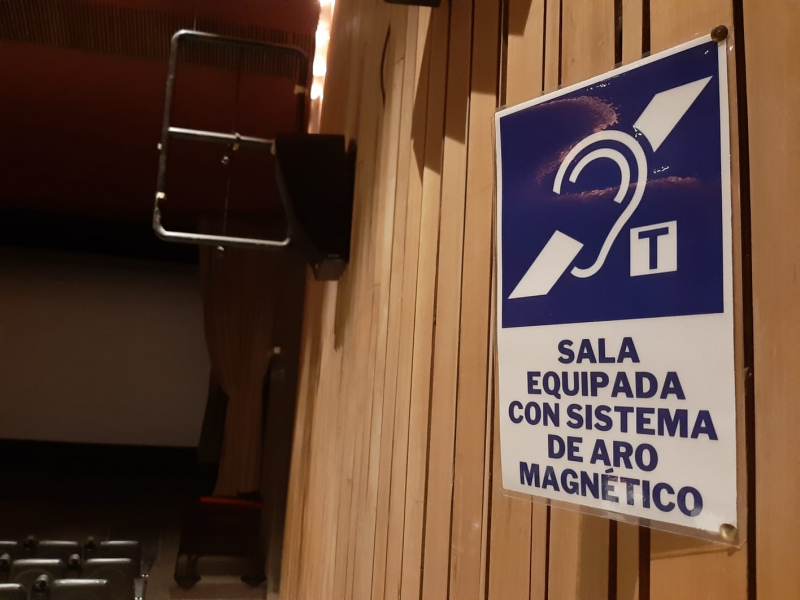 T
SALA
EQUIPADA
CON SISTEMA
DE ARO
MAGNÉTICO